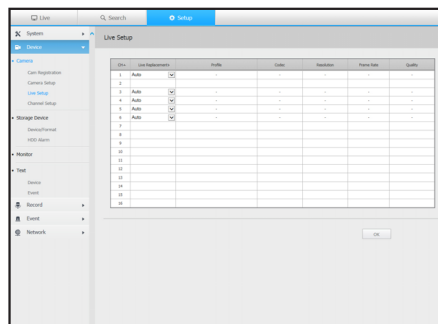 Live
Search
Setup
System
Device
Camera
Cam Registration
Camera Setup
Live Setup
Channel Setup
Storage Device
Device/Format
HDD Alarm
Monitor
Text
Device
Event
Record
Event
Network
Live Setup
CH Live Replacement Profile Codec Resolution Frame Rate Quality
1 Auto - - - - -
2
3 Auto - - - - -
4 Auto - - - - -
5 Auto - - - - -
6 Auto - - - - -
7
8
9
10
11
12
13
14
15
16
OK